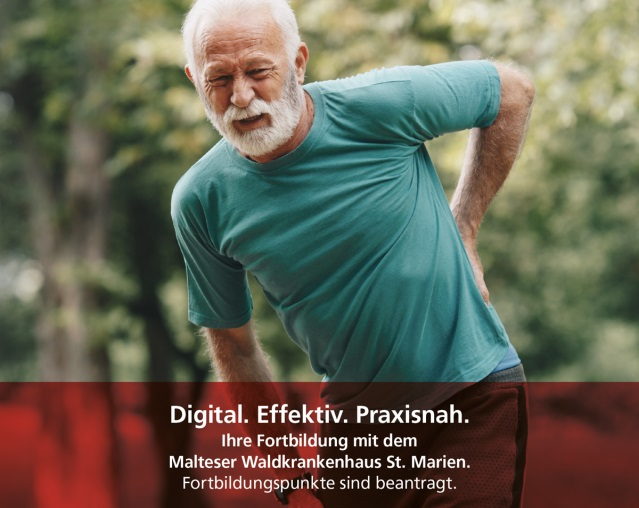 Digital. Effektiv. Praxisnah.
Ihre Fortbildung mit dem
Malteser Waldkrankenhaus St. Marien.
Fortbildungspunkte sind beantragt.